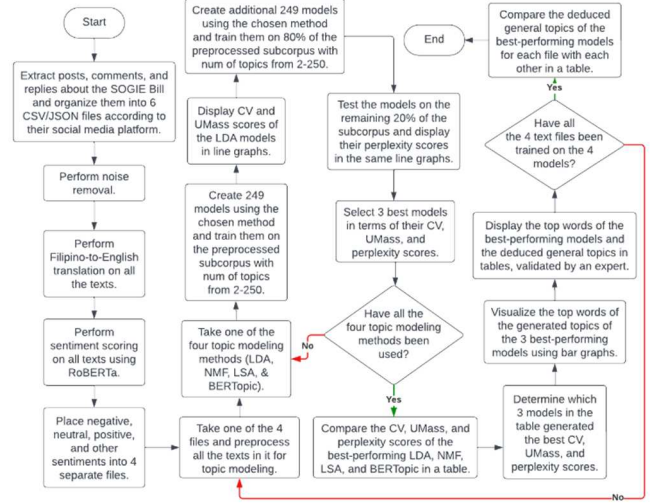 Start
Extract posts, comments, and
replies about the SOGIE Bill
and organize them into 6
CSV/JSON files according to
their social media platform.
Perform noise
removal.
Perform
Filipino-to-English
translation on all
the texts.
Perform
sentiment scoring
on all texts using
RoBERTa.
Place negative,
neutral, positive,
and other
sentiments into 4
separate files.
Take one of the 4
files and preprocess
all the texts in it for
topic modeling.
Take one of the
four topic modeling
methods (LDA,
NMF, LSA, &
BERTopic).
Create 249
models using the
chosen method
and train them on
the preprocessed
subcorpus with
num of topics
from 2-250.
Display CV and
UMass scores of
the LDA models
in line graphs.
Create additional 249 models
using the chosen method
and train them on 80% of the
preprocessed subcorpus with
num of topics from 2-250.
Test the models on the
remaining 20% of the
subcorpus and display
their perplexity scores
in the same line graphs.
Select 3 best models
in terms of their CV,
UMass, and
perplexity scores.
Have all the
four topic modeling
methods been
used?
No
Yes
Compare the CV, UMass, and
perplexity scores of the
best-performing LDA, NMF,
LSA, and BERTopic in a table.
Determine which
3 models in the
table generated
the best CV,
UMass, and
perplexity scores.
Visualize the top words of
the generated topics of
the 3 best-performing
models using bar graphs.
Display the top words of the
best-performing models and
the deduced general topics in
tables, validated by an expert.
Have all
the 4 text files been
trained on the 4
models?
No
Yes
Compare the deduced
general topics of the
best-performing models
for each file with each
other in a table.
End